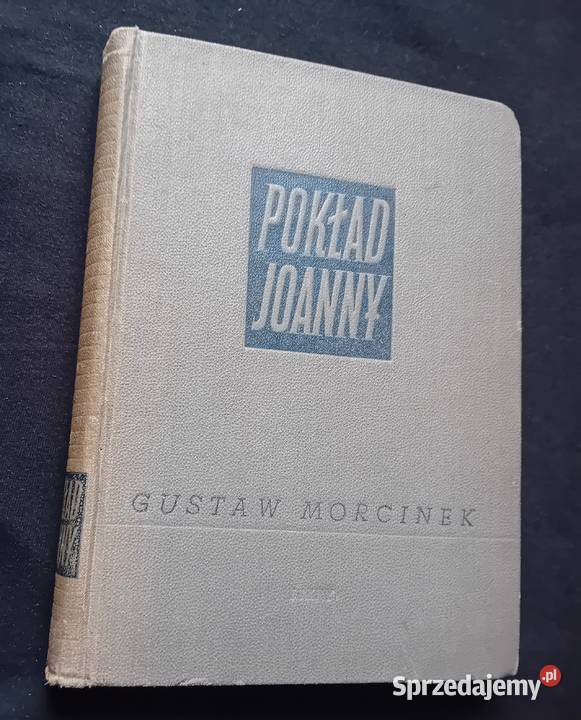 POKŁAD
JOANNY
GUSTAW MORCINEK
Sprzedajemy.pl